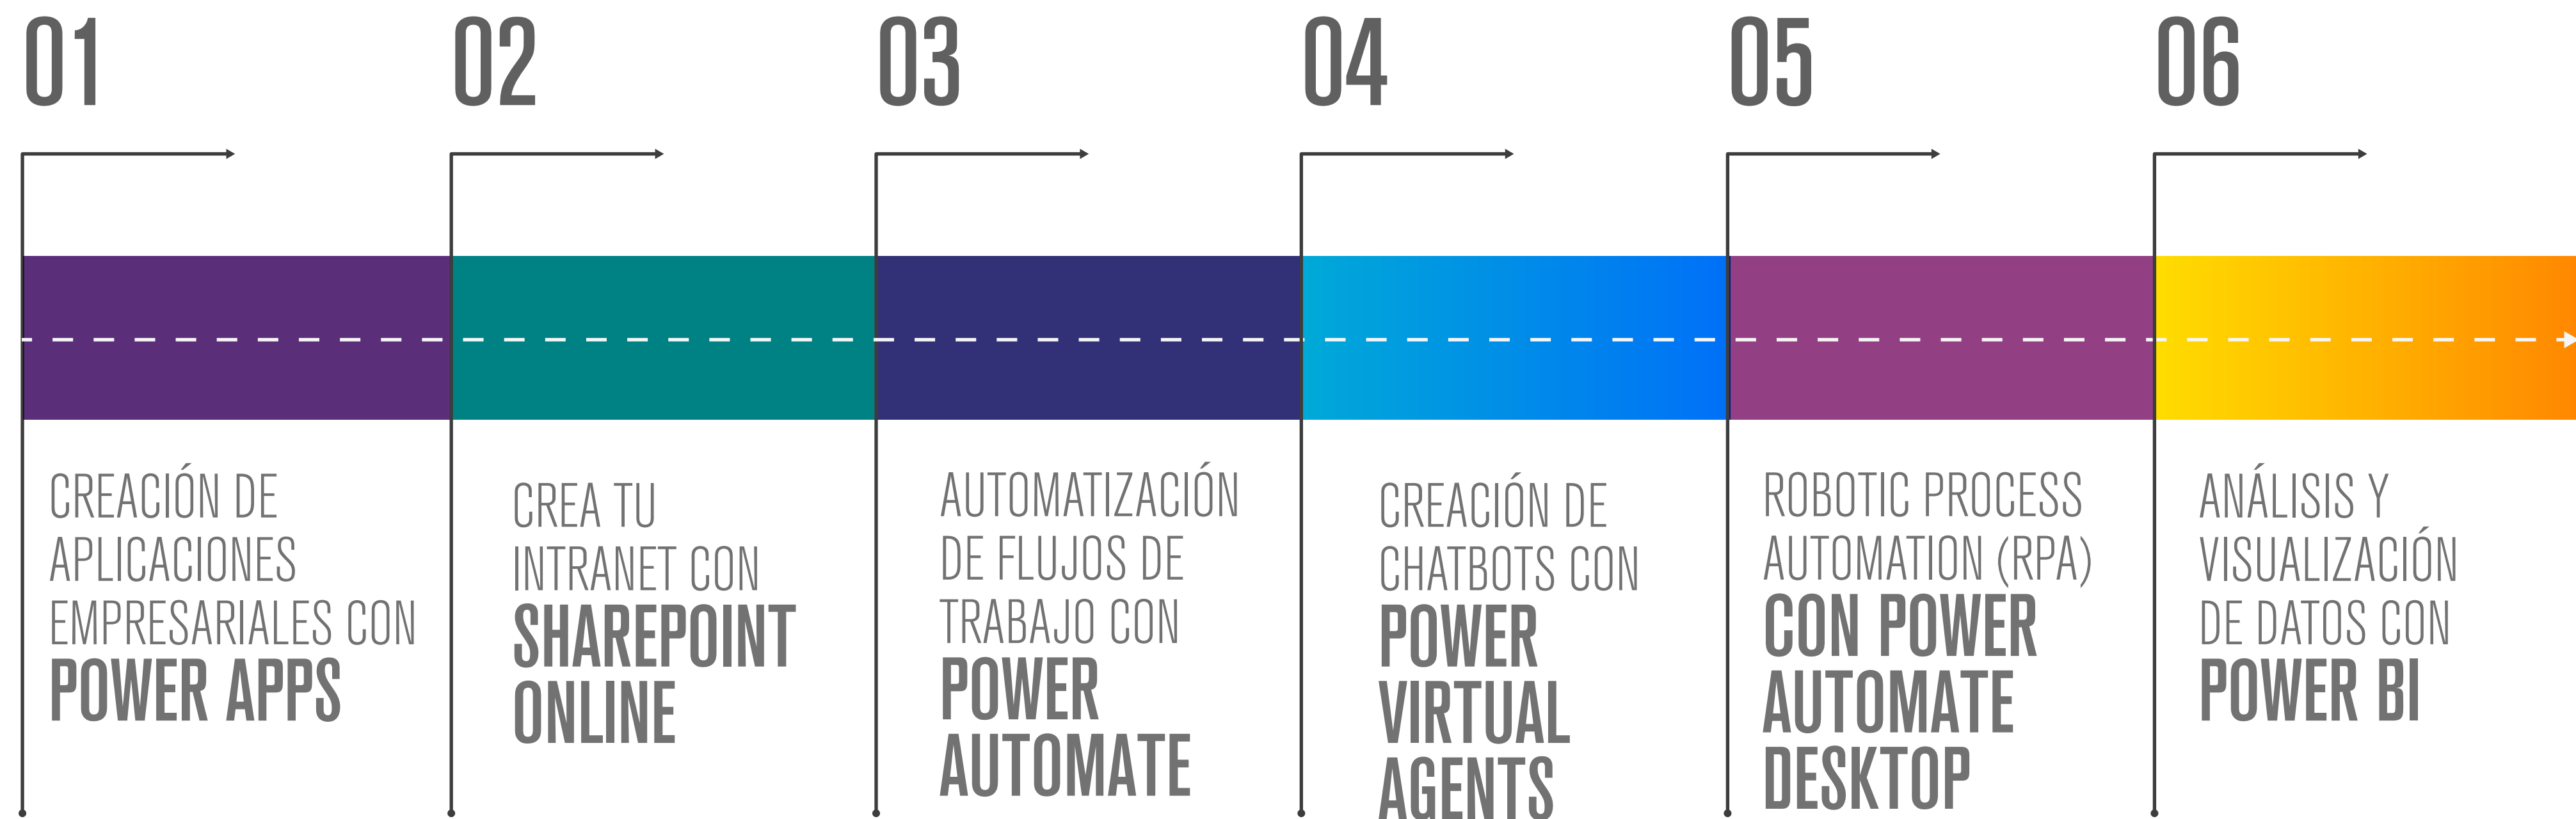 01
02
03
04
05
06
CREACIÓN DE
APLICACIONES
EMPRESARIALES CON
POWER APPS
CREA TU
INTRANET CON
SHAREPOINT
ONLINE
AUTOMATIZACIÓN
DE FLUJOS DE
TRABAJO CON
POWER
AUTOMATE
CREACIÓN DE
CHATBOTS CON
POWER
VIRTUAL
AGENTS
ROBOTIC PROCESS
AUTOMATION (RPA)
CON POWER
AUTOMATE
DESKTOP
ANÁLISIS Y
VISUALIZACIÓN
DE DATOS CON
POWER BI